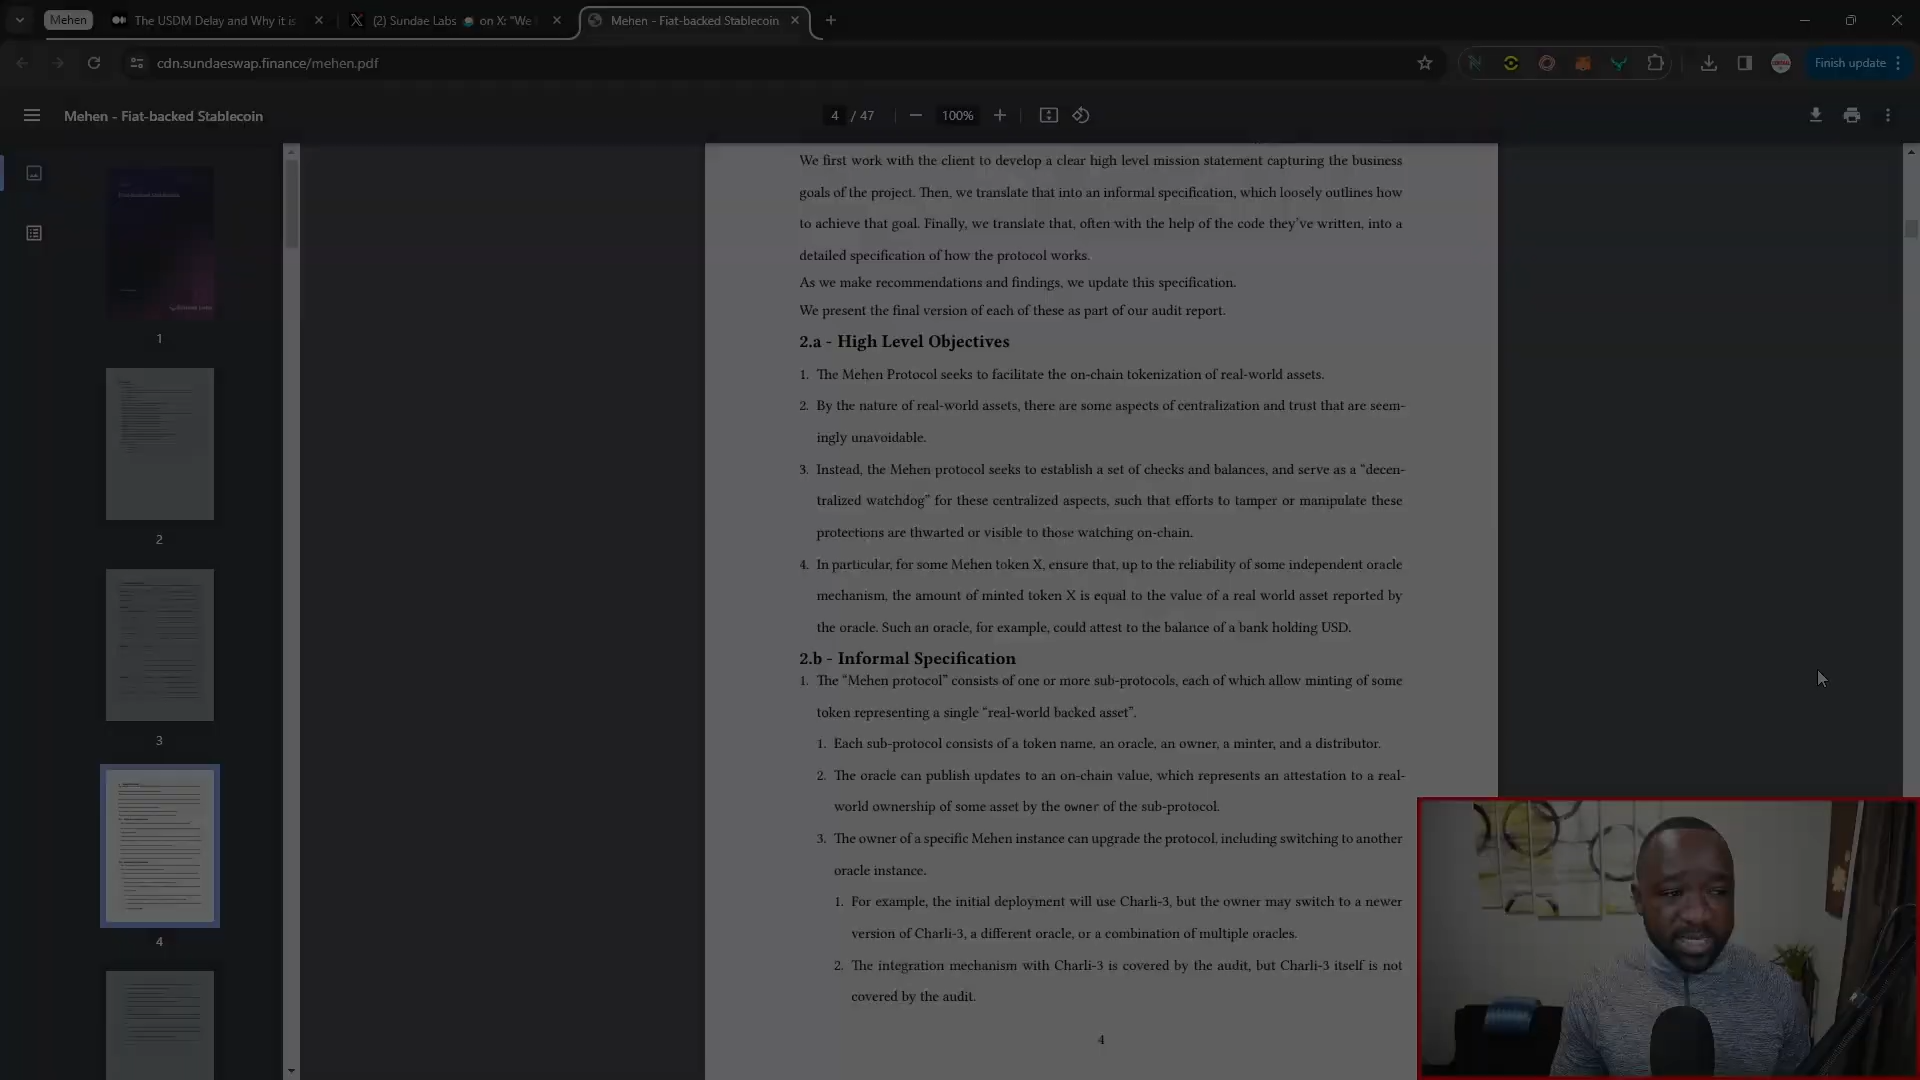 Mehen
The USDM Delay and Why it is
(2) Sundae Labs on X: "We
Mehen - Fiat-backed Stablecoin
cdn.sundaeswap.finance/mehen.pdf
Finish update
Mehen - Fiat-backed Stablecoin
4 / 47
100%
We first work with the client to develop a clear high level mission statement capturing the business
goals of the project. Then, we translate that into an informal specification, which loosely outlines how
to achieve that goal. Finally, we translate that, often with the help of the code they've written, into a
detailed specification of how the protocol works.
As we make recommendations and findings, we update this specification.
We present the final version of each of these as part of our audit report.
2.a - High Level Objectives
1. The Mehen Protocol seeks to facilitate the on-chain tokenization of real-world assets.
2. By the nature of real-world assets, there are some aspects of centralization and trust that are seem-
ingly unavoidable.
3. Instead, the Mehen protocol seeks to establish a set of checks and balances, and serve as a "decen-
tralized watchdog" for these centralized aspects, such that efforts to tamper or manipulate these
protections are thwarted or visible to those watching on-chain.
4. In particular, for some Mehen token X, ensure that, up to the reliability of some independent oracle
mechanism, the amount of minted token X is equal to the value of a real world asset reported by
the oracle. Such an oracle, for example, could attest to the balance of a bank holding USD.
2.b - Informal Specification
1. The "Mehen protocol" consists of one or more sub-protocols, each of which allow minting of some
token representing a single "real-world backed asset".
1. Each sub-protocol consists of a token name, an oracle, an owner, a minter, and a distributor.
2. The oracle can publish updates to an on-chain value, which represents an attestation to a real-
world ownership of some asset by the owner of the sub-protocol.
3. The owner of a specific Mehen instance can upgrade the protocol, including switching to another
oracle instance.
1. For example, the initial deployment will use Charli-3, but the owner may switch to a newer
version of Charli-3, a different oracle, or a combination of multiple oracles.
2. The integration mechanism with Charli-3 is covered by the audit, but Charli-3 itself is not
covered by the audit.
4
1
2
3
4